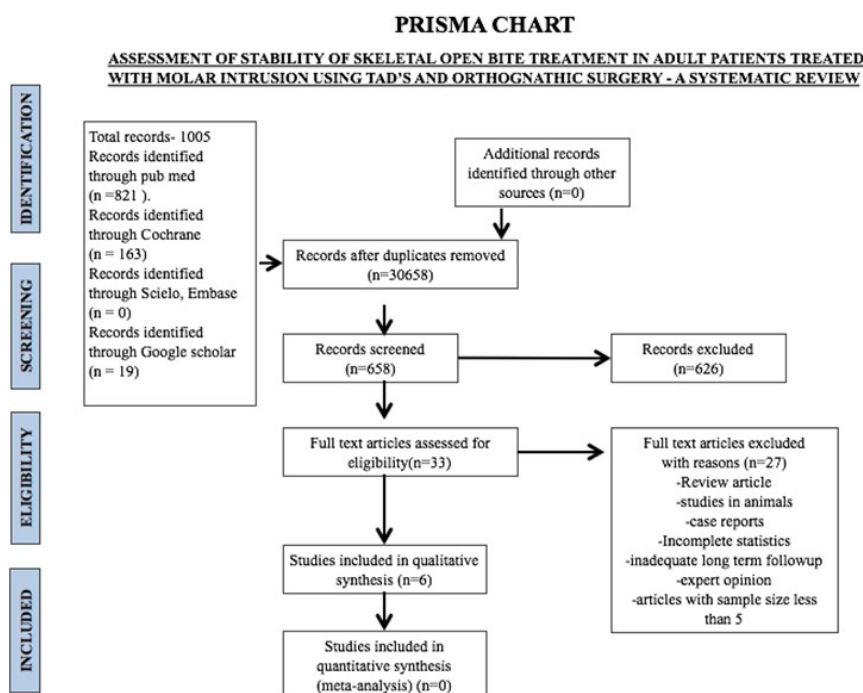 PRISMA CHART
ASSESSMENT OF STABILITY OF SKELETAL OPEN BITE TREATMENT IN ADULT PATIENTS TREATED
WITH MOLAR INTRUSION USING TAD'S AND ORTHOGNATHIC SURGERY - A SYSTEMATIC REVIEW
IDENTIFICATION
Total records- 1005
Records identified
through pub med
(n =821 ).
Records identified
through Cochrane
(n = 163)
Records identified
through Scielo, Embase
(n = 0)
Records identified
through Google scholar
(n = 19)
Additional records
identified through other
sources (n=0)
Records after duplicates removed
(n=30658)
SCREENING
Records screened
(n=658)
Records excluded
(n=626)
ELIGIBILITY
Full text articles assessed for
eligibility(n=33)
Full text articles excluded
with reasons (n=27)
-Review article
-studies in animals
-case reports
-Incomplete statistics
-inadequate long term followup
-expert opinion
-articles with sample size less
than 5
INCLUDED
Studies included in qualitative
synthesis (n=6)
Studies included in
quantitative synthesis
(meta-analysis) (n=0)